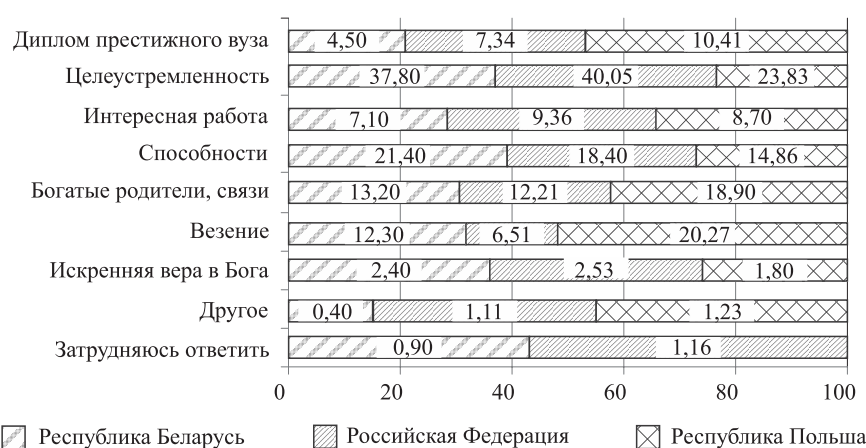 Диплом престижного вуза 4,50 7,34 10,41
Целеустремленность 37,80 40,05 23,83
Интересная работа 7,10 9,36 8,70
Способности 21,40 18,40 14,86
Богатые родители, связи 13,20 12,21 18,90
Везение 12,30 6,51 20,27
Искренняя вера в Бога 2,40 2,53 1,80
Другое 0,40 1,11 1,23
Затрудняюсь ответить 0,90 1,16
0 20 40 60 80 100
Республика Беларусь Российская Федерация Республика Польша